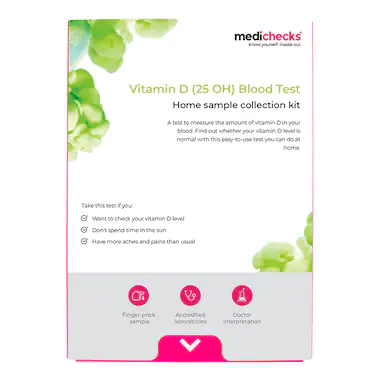 medichecks®
Know yourself. Inside out.
Vitamin D (25 OH) Blood Test
Home sample collection kit
A test to measure the amount of vitamin D in your
blood. Find out whether your vitamin D level is
normal with this easy-to-use test you can do at
home.
Take this test if you:
Want to check your vitamin D level
Don't spend time in the sun
Have more aches and pains than usual
Finger-prick
sample
Accredited
laboratories
Doctor
interpretation